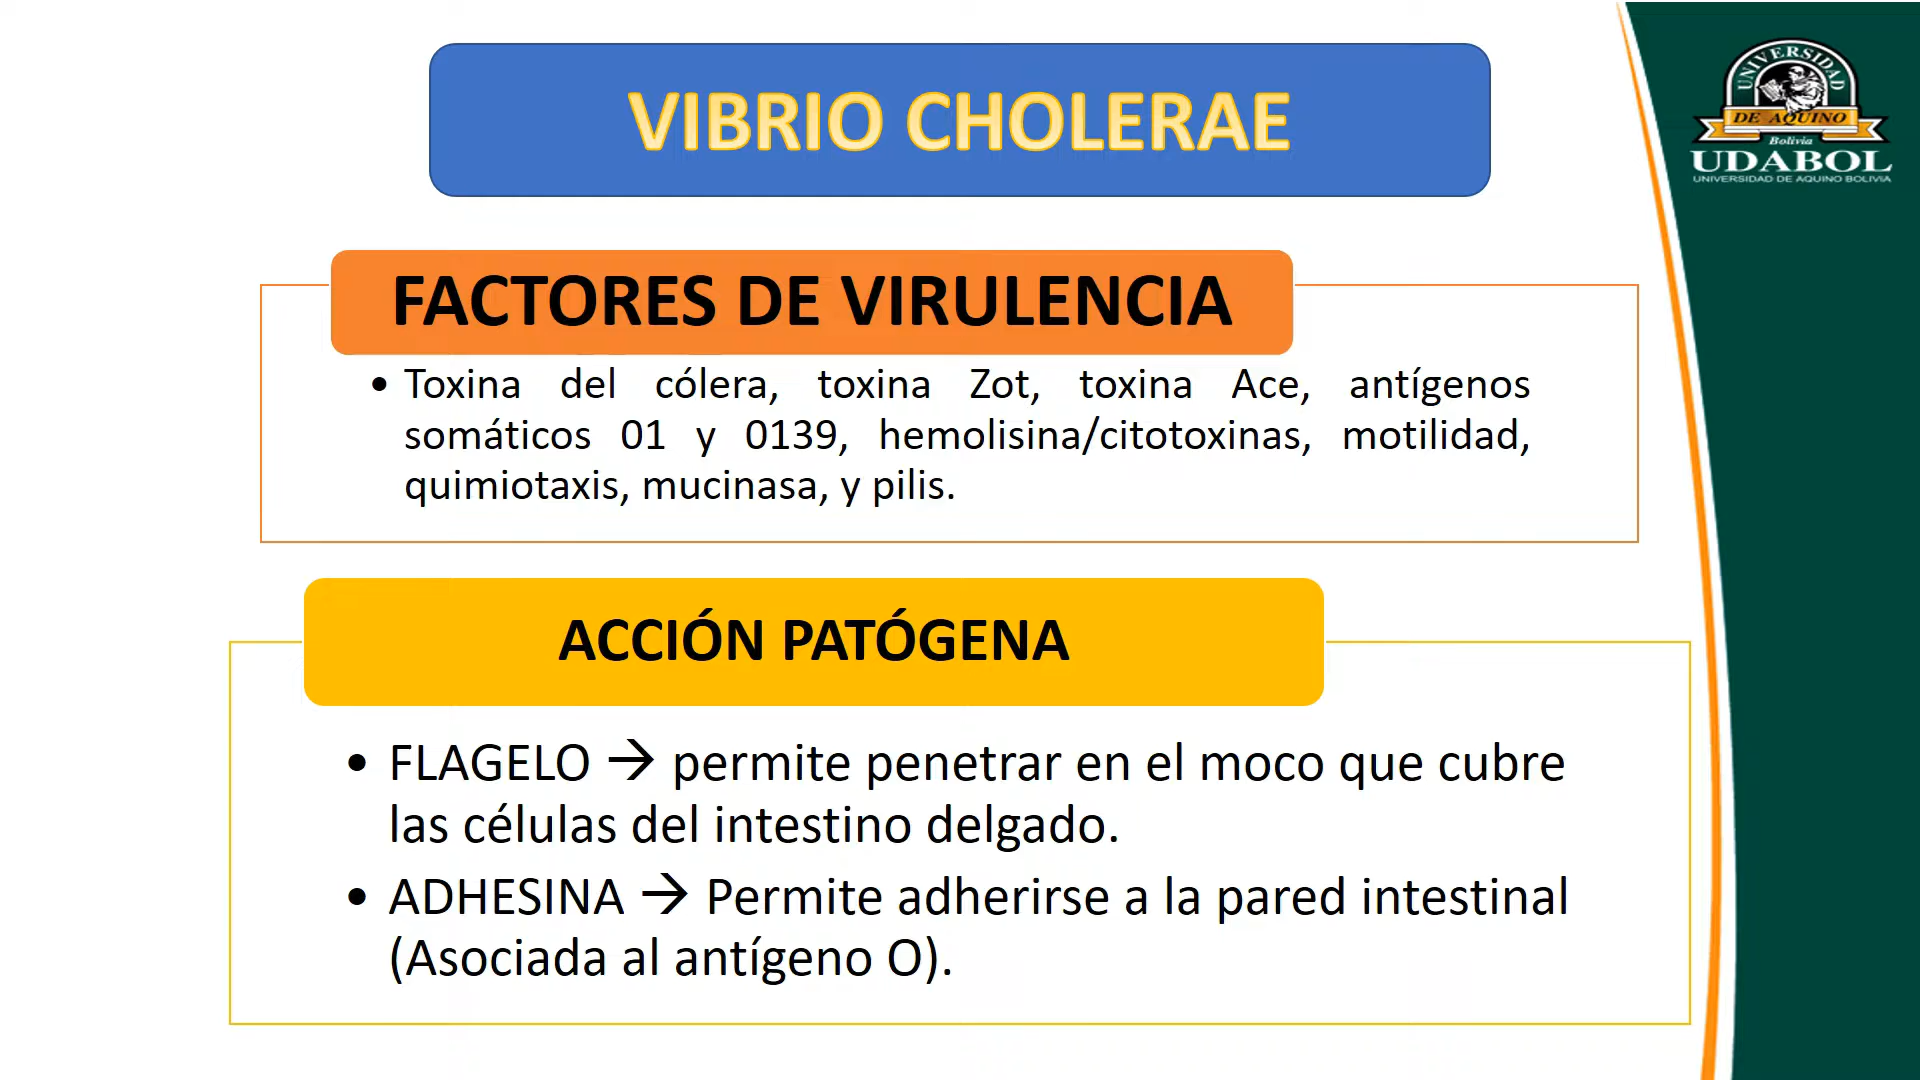 VIBRIO CHOLERAE
UNIVERSIDAD
DE AQUINO
Bolivia
UDABOL
UNIVERSIDAD DE AQUINO BOLIVIA
FACTORES DE VIRULENCIA
• Toxina del cólera, toxina Zot, toxina Ace, antígenos
somáticos 01 y 0139, hemolisina/citotoxinas, motilidad,
quimiotaxis, mucinasa, y pilis.
ACCIÓN PATÓGENA
• FLAGELO → permite penetrar en el moco que cubre
las células del intestino delgado.
• ADHESINA → Permite adherirse a la pared intestinal
(Asociada al antígeno O).